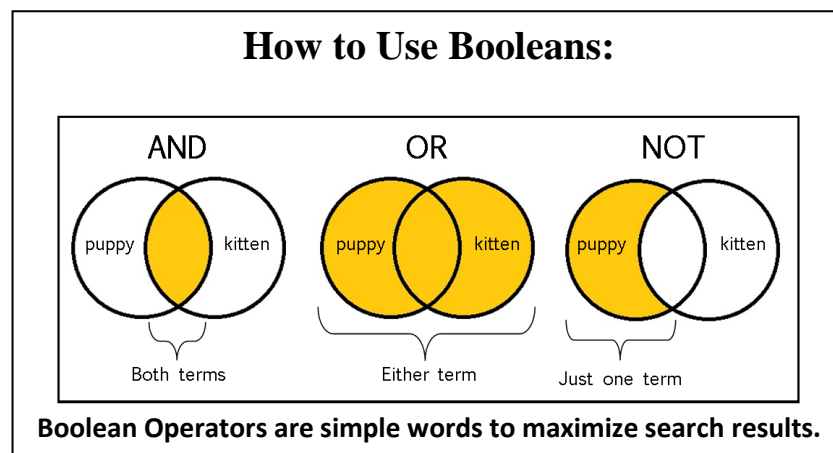 How to Use Booleans:
AND OR NOT
puppy kitten puppy kitten puppy kitten
Both terms Either term Just one term
Boolean Operators are simple words to maximize search results.